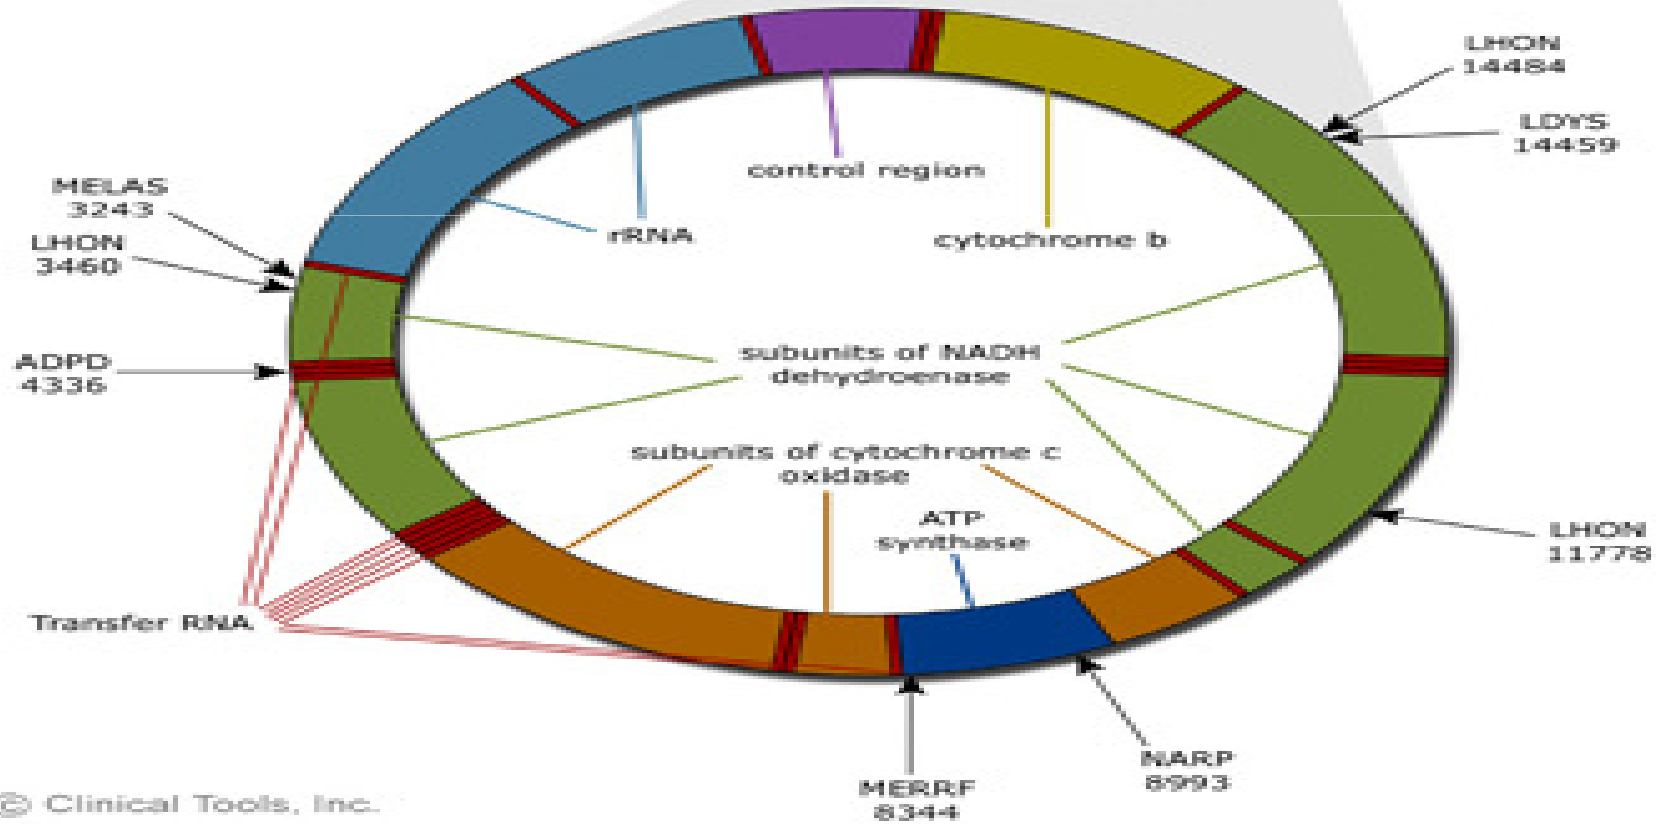 LHON
14484
LDYS
14459
control region
MELAS
3243
rRNA
cytochrome b
LHON
3460
subunits of NADH
dehydroenase
ADPD
4336
subunits of cytochrome c
oxidase
ATP
synthase
LHON
11778
Transfer RNA
NARP
8993
MERRF
8344
© Clinical Tools, Inc.